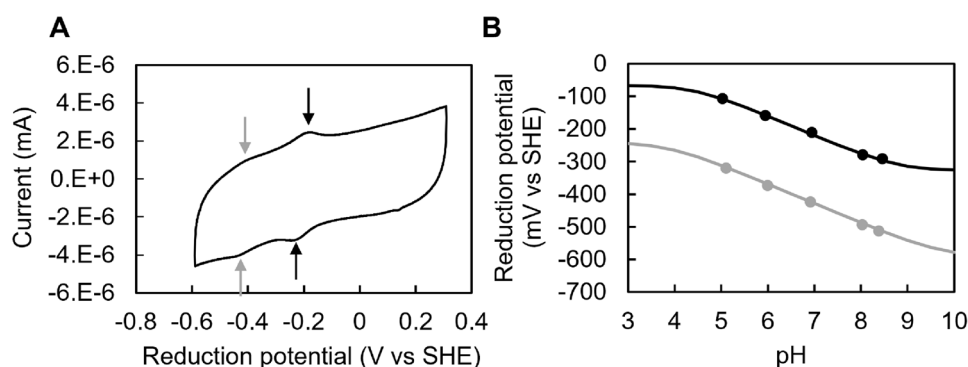 A
B
6.E-6
4.E-6
2.E-6
0.E+0
-2.E-6
-4.E-6
-6.E-6
Current (mA)
-0.8 -0.6 -0.4 -0.2 0 0.2 0.4
Reduction potential (V vs SHE)
0
-100
-200
-300
-400
-500
-600
-700
Reduction potential
(mV vs SHE)
3 4 5 6 7 8 9 10
pH